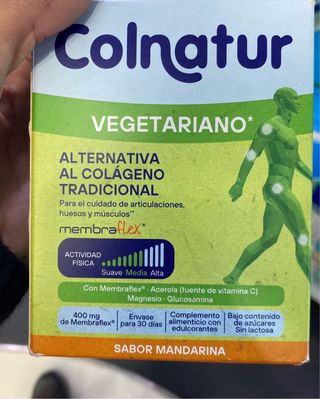 Colnatur
VEGETARIANO*
ALTERNATIVA
AL COLÁGENO
TRADICIONAL
Para el cuidado de articulaciones,
huesos y músculos**
membraflex®
ACTIVIDAD
FÍSICA
Suave Media Alta
Con Membraflex® · Acerola (fuente de vitamina C)
Magnesio · Glucosamina
400 mg
de Membraflex®
Envase
para 30 días
Complemento
alimenticio con
edulcorantes
Bajo contenido
de azúcares
Sin lactosa
SABOR MANDARINA